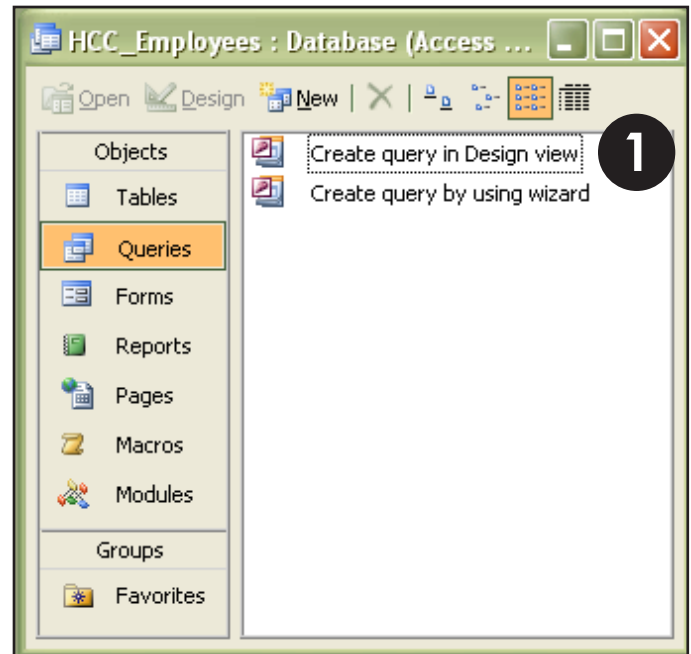 HCC_Employees : Database (Access ...
Open Design New
Objects
Tables
Queries
Forms
Reports
Pages
Macros
Modules
Groups
Favorites
Create query in Design view
Create query by using wizard
1